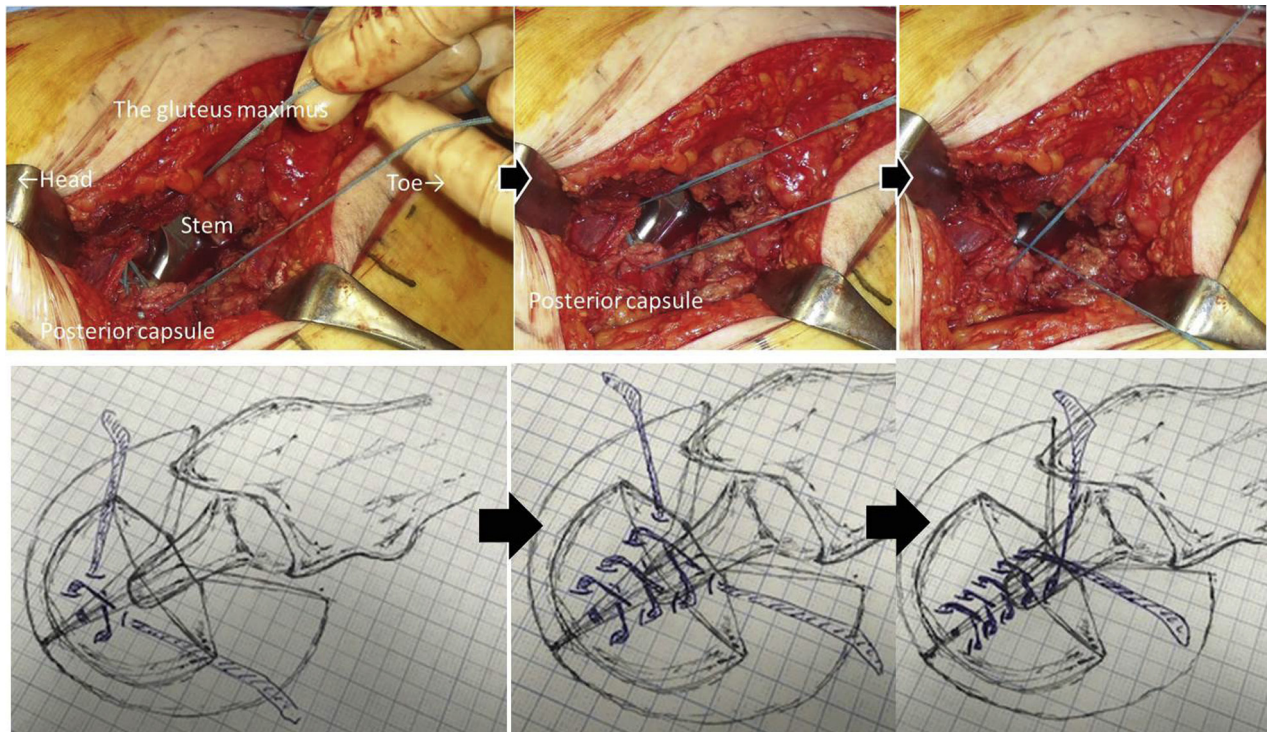 The gluteus maximus
←Head
Toe→
Stem
Posterior capsule
Posterior capsule